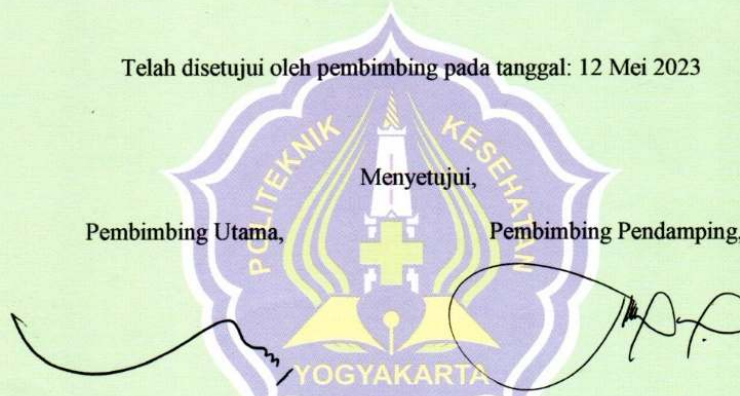 Telah disetujui oleh pembimbing pada tanggal: 12 Mei 2023
POLITEKNIK KESEHATAN
Menyetujui,
Pembimbing Utama,
Pembimbing Pendamping,
YOGYAKARTA